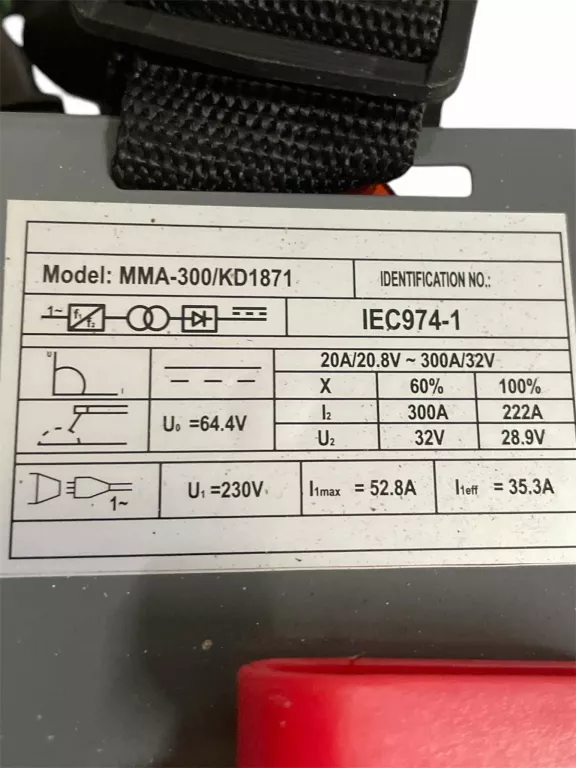 Model: MMA-300/KD1871 IDENTIFICATION NO.:
1~ f₁ f₂ IEC974-1
U I
20A/20.8V ~ 300A/32V
X 60% 100%
U₀ =64.4V
I₂ 300A 222A
U₂ 32V 28.9V
1~ U₁ =230V I₁max = 52.8A I₁eff = 35.3A